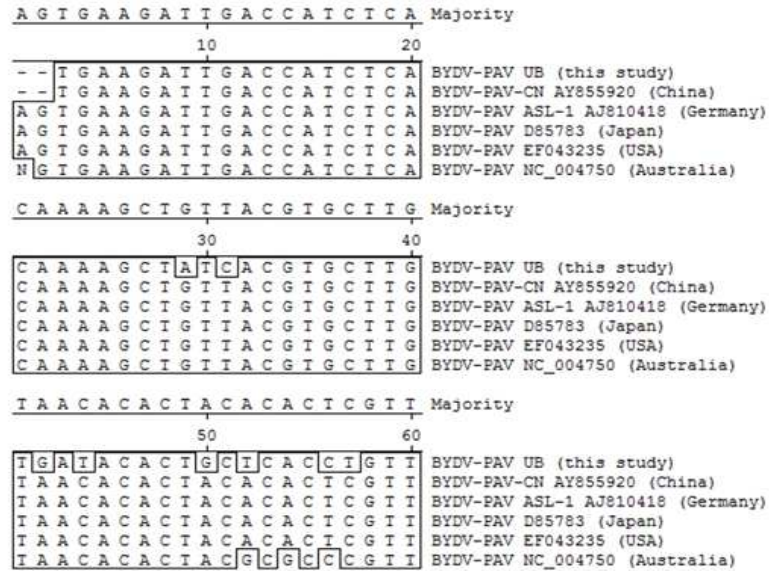 A G T G A A G A T T G A C C A T C T C A Majority
10 20
- - T G A A G A T T G A C C A T C T C A BYDV-PAV UB (this study)
- - T G A A G A T T G A C C A T C T C A BYDV-PAV-CN AY855920 (China)
A G T G A A G A T T G A C C A T C T C A BYDV-PAV ASL-1 AJ810418 (Germany)
A G T G A A G A T T G A C C A T C T C A BYDV-PAV D85783 (Japan)
A G T G A A G A T T G A C C A T C T C A BYDV-PAV EF043235 (USA)
N G T G A A G A T T G A C C A T C T C A BYDV-PAV NC_004750 (Australia)
C A A A A G C T G T T A C G T G C T T G Majority
30 40
C A A A A G C T A T C A C G T G C T T G BYDV-PAV UB (this study)
C A A A A G C T G T T A C G T G C T T G BYDV-PAV-CN AY855920 (China)
C A A A A G C T G T T A C G T G C T T G BYDV-PAV ASL-1 AJ810418 (Germany)
C A A A A G C T G T T A C G T G C T T G BYDV-PAV D85783 (Japan)
C A A A A G C T G T T A C G T G C T T G BYDV-PAV EF043235 (USA)
C A A A A G C T G T T A C G T G C T T G BYDV-PAV NC_004750 (Australia)
T A A C A C A C T A C A C A C T C G T T Majority
50 60
T G A T A C A C T G C T C A C C T G T T BYDV-PAV UB (this study)
T A A C A C A C T A C A C A C T C G T T BYDV-PAV-CN AY855920 (China)
T A A C A C A C T A C A C A C T C G T T BYDV-PAV ASL-1 AJ810418 (Germany)
T A A C A C A C T A C A C A C T C G T T BYDV-PAV D85783 (Japan)
T A A C A C A C T A C A C A C T C G T T BYDV-PAV EF043235 (USA)
T A A C A C A C T A C G C G C C C G T T BYDV-PAV NC_004750 (Australia)